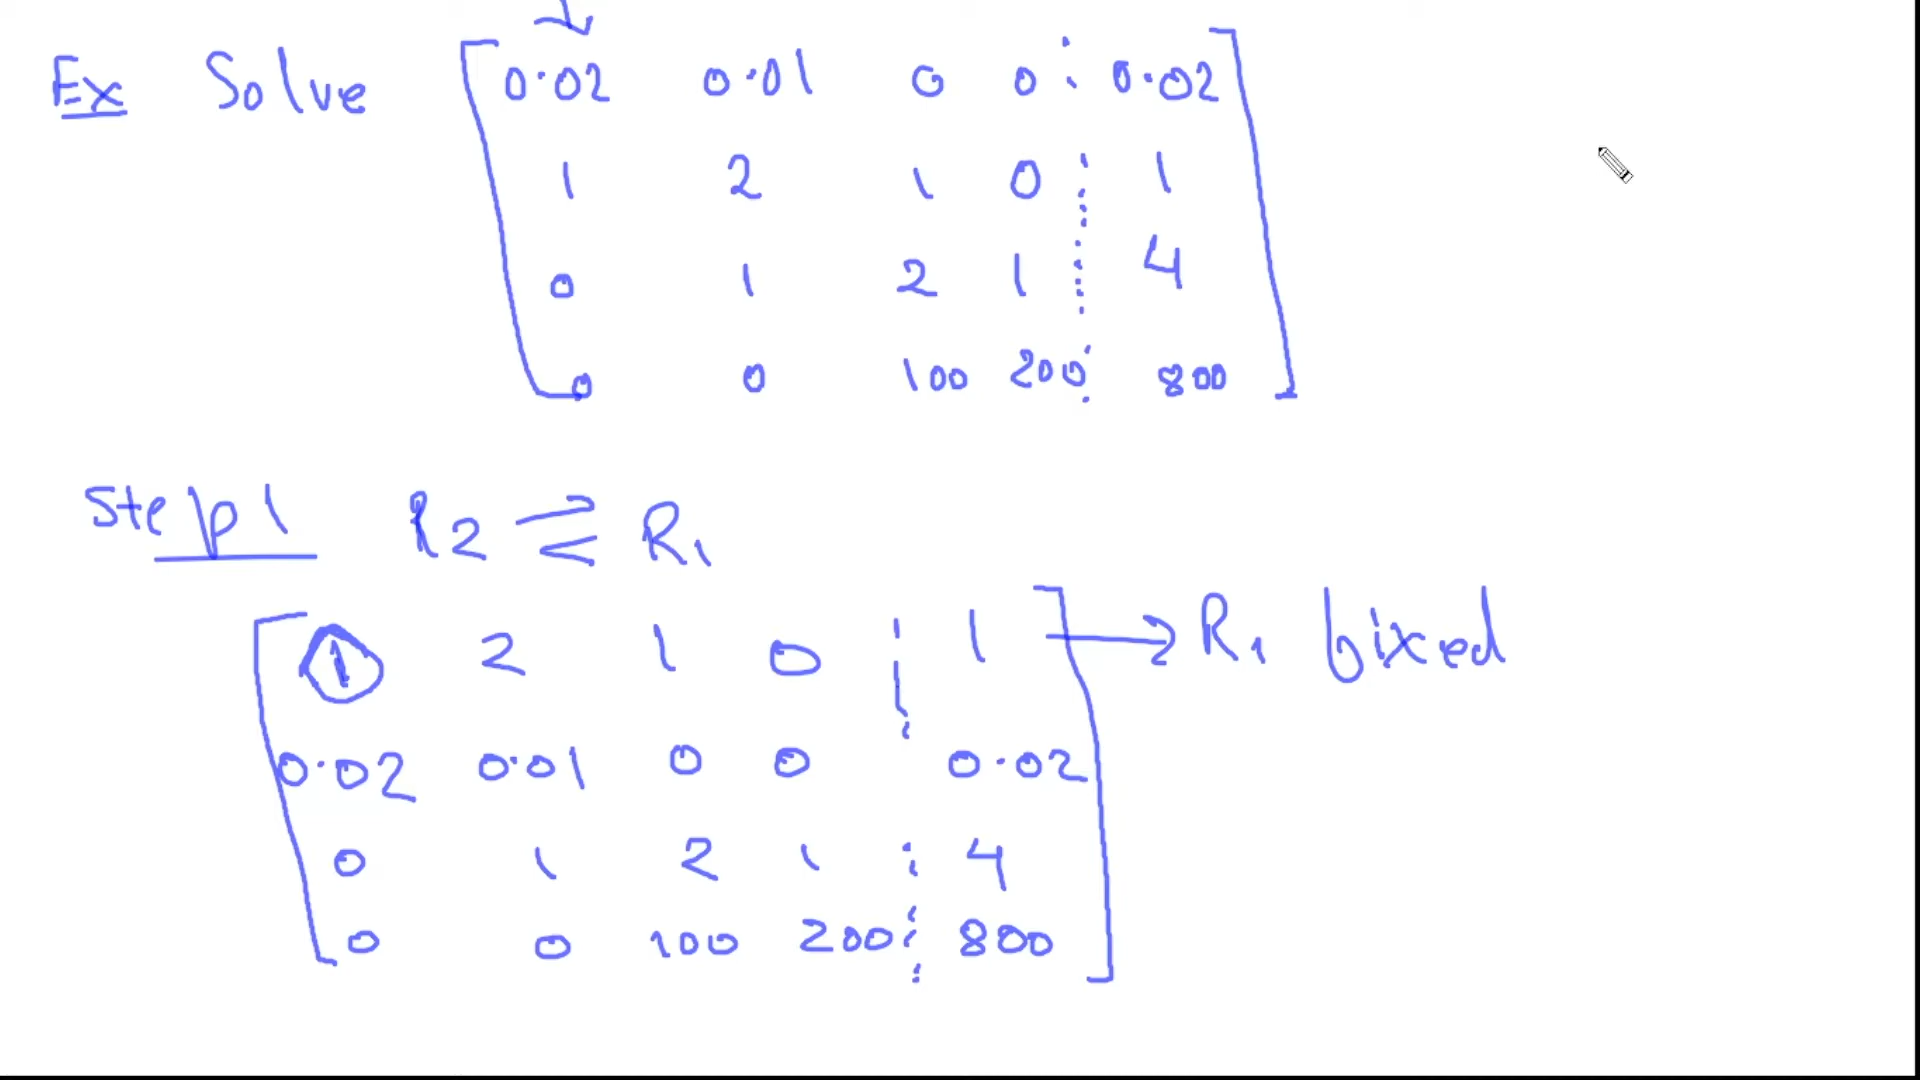 Ex Solve 0.02 0.01 0 0 ⋮ 0.02
1 2 1 0 ⋮ 1
0 1 2 1 ⋮ 4
0 0 100 200 ⋮ 800
Step 1 R2 ⇌ R1
1 2 1 0 ⋮ 1 → R1 fixed
0.02 0.01 0 0 0.02
0 1 2 1 ⋮ 4
0 0 100 200 ⋮ 800